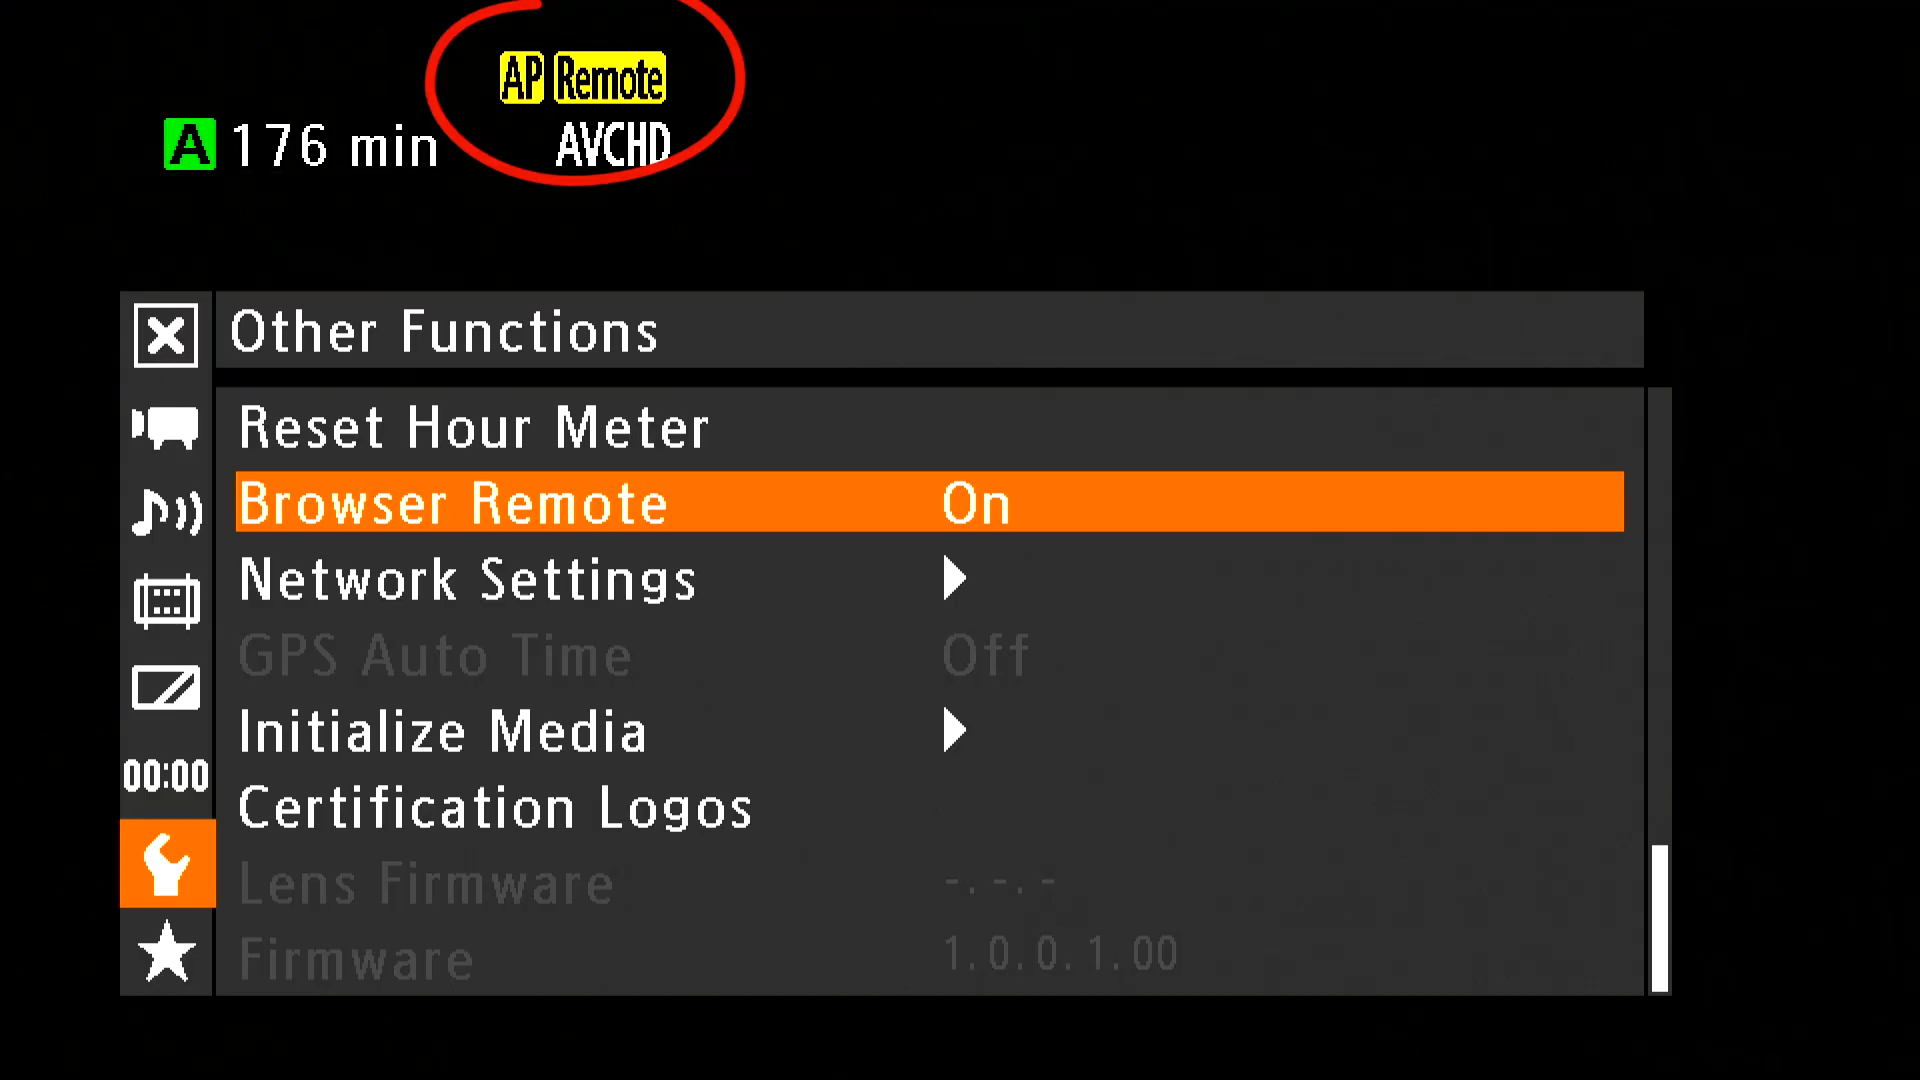 AP Remote
A 176 min AVCHD
Other Functions
Reset Hour Meter
Browser Remote On
Network Settings
GPS Auto Time Off
Initialize Media
00:00
Certification Logos
Lens Firmware -.-.-
Firmware 1.0.0.1.00